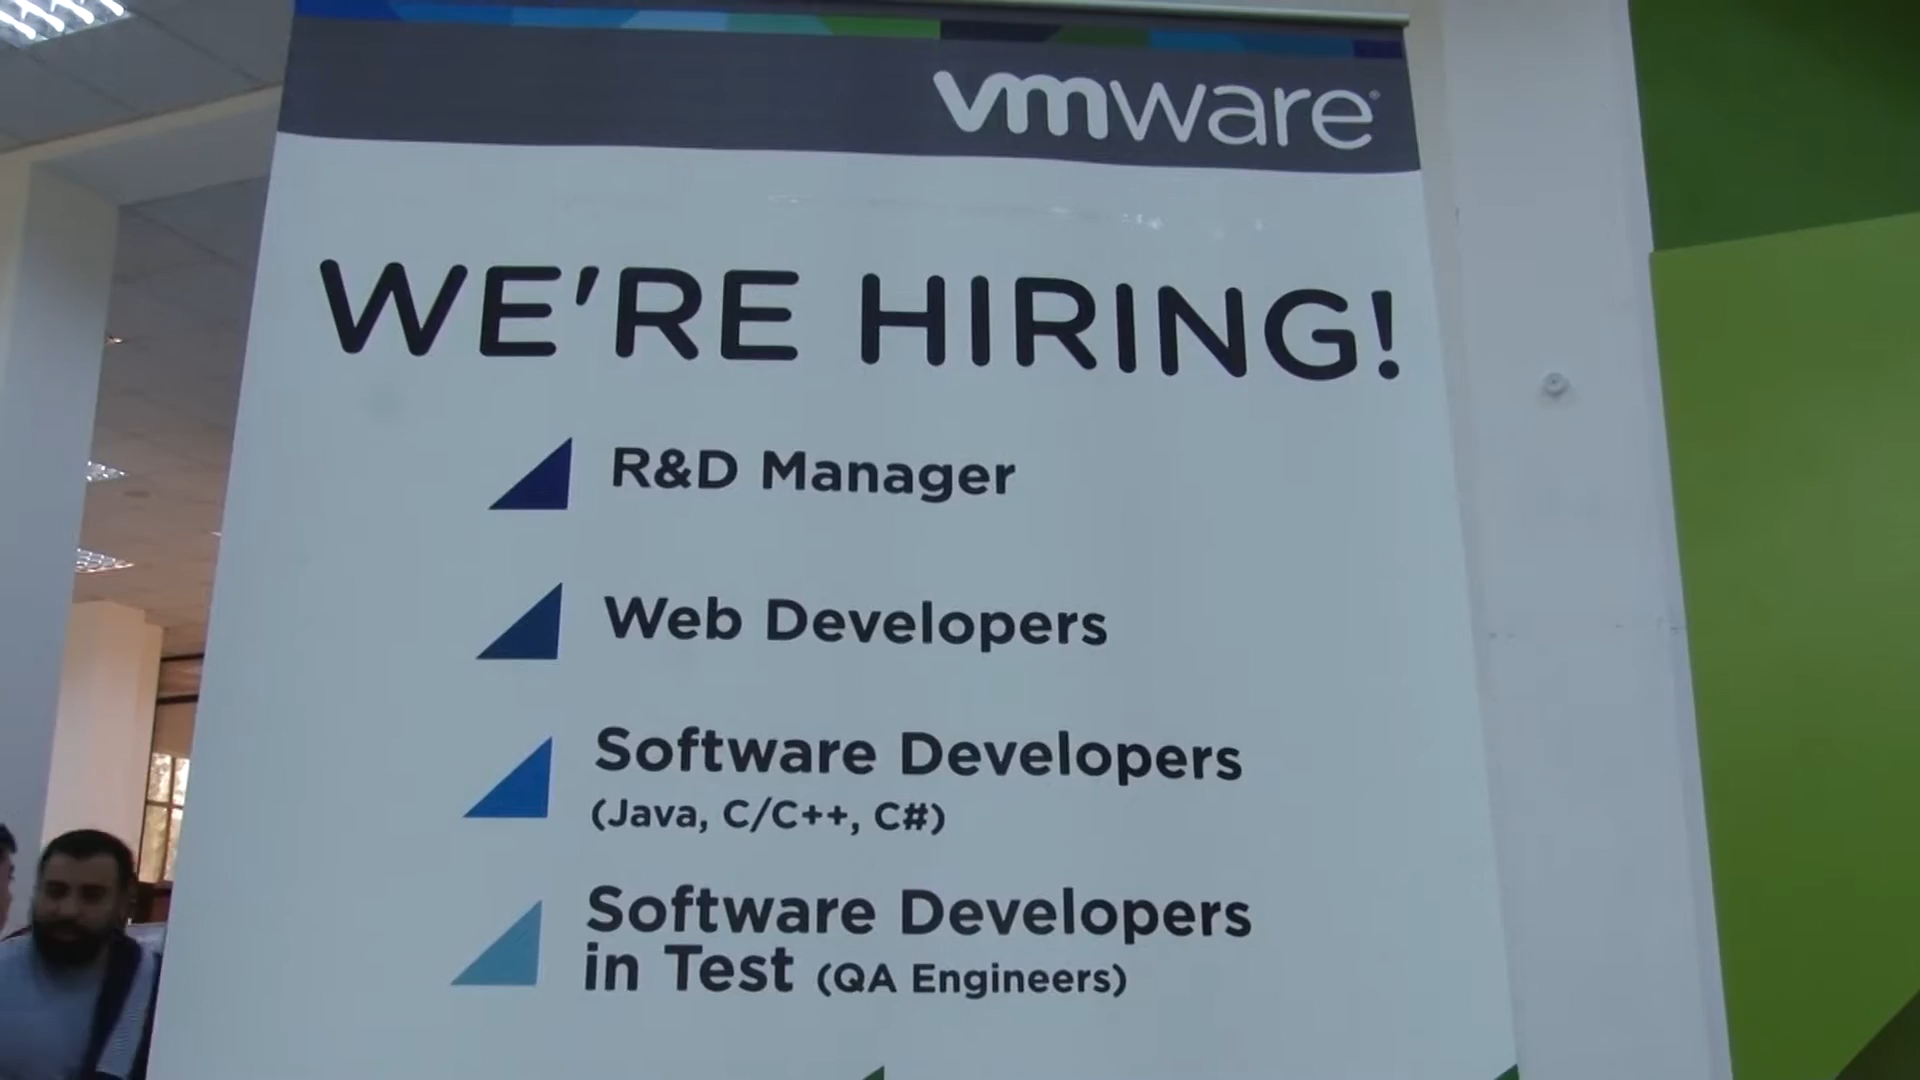 vmware®
WE'RE HIRING!
R&D Manager
Web Developers
Software Developers
(Java, C/C++, C#)
Software Developers
in Test (QA Engineers)